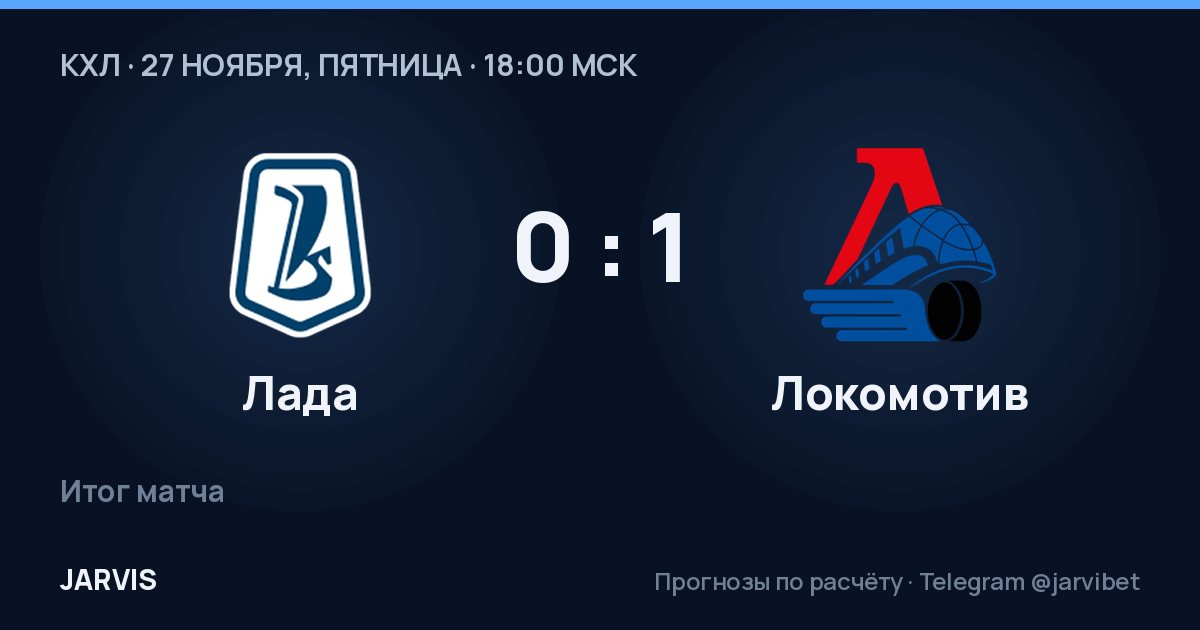 КХЛ · 27 НОЯБРЯ, ПЯТНИЦА · 18:00 МСК
0 : 1
Лада
Локомотив
Итог матча
JARVIS
Прогнозы по расчёту · Telegram @jarvibet